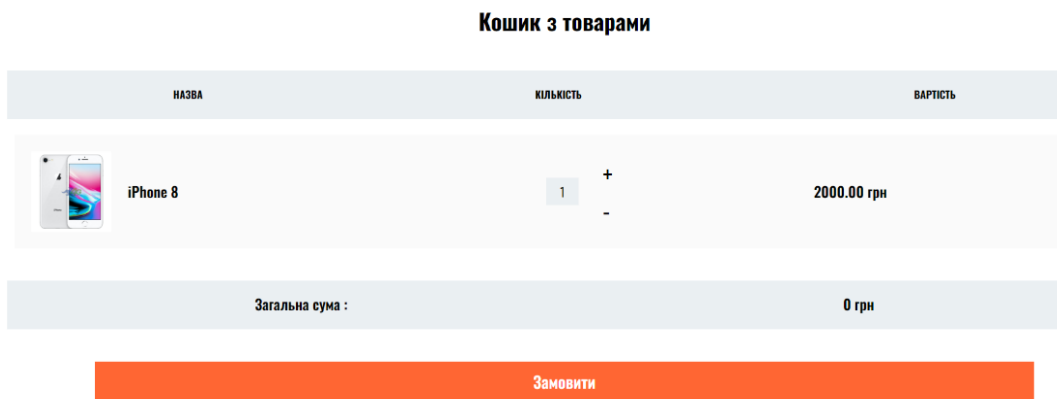 Кошик з товарами
НАЗВА КІЛЬКІСТЬ ВАРТІСТЬ
iPhone 8 1 + - 2000.00 грн
Загальна сума : 0 грн
Замовити